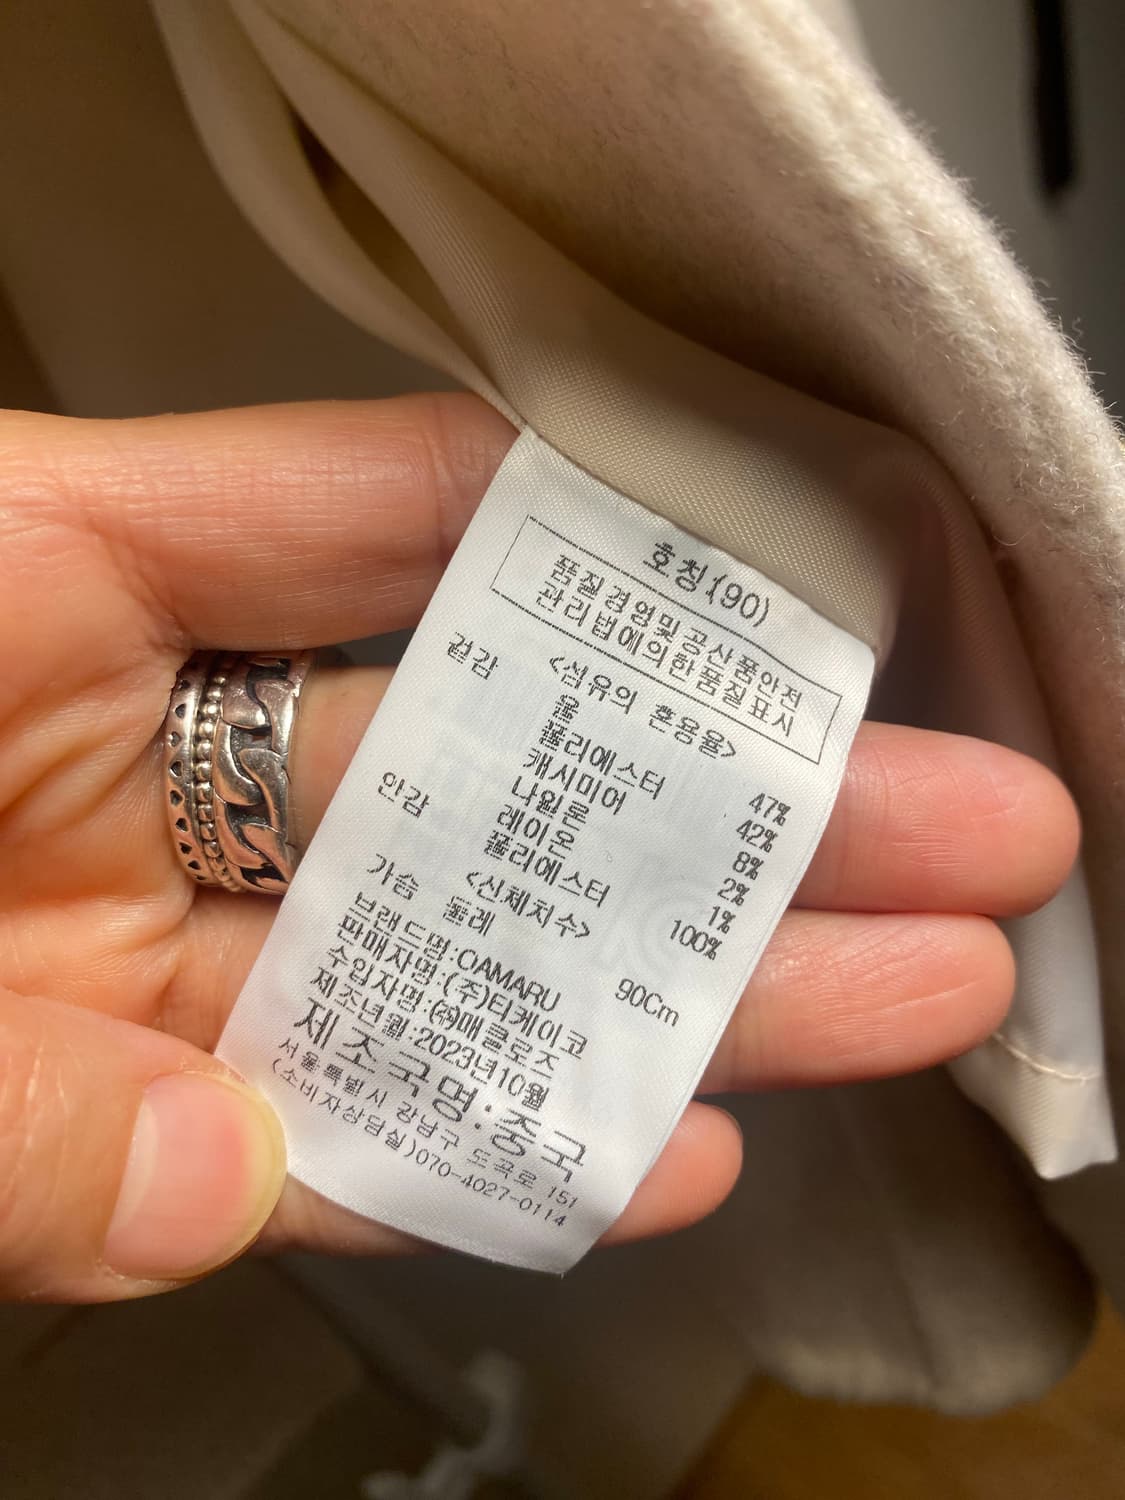 호칭(90)
품질경영및공산품안전
관리법에의한품질표시
<섬유의 혼용율>
겉감 울 47%
폴리에스터 42%
캐시미어 8%
나일론 2%
레이온 1%
안감 폴리에스터 100%
<신체치수>
가슴 둘레 90Cm
브랜드명:CIAMARU
판매자명:(주)티케이코
수입자명:㈜매클로즈
제조년월:2023년10월
제조국명:중국
서울특별시 강남구 도곡로 151
(소비자상담실)070-4027-0114